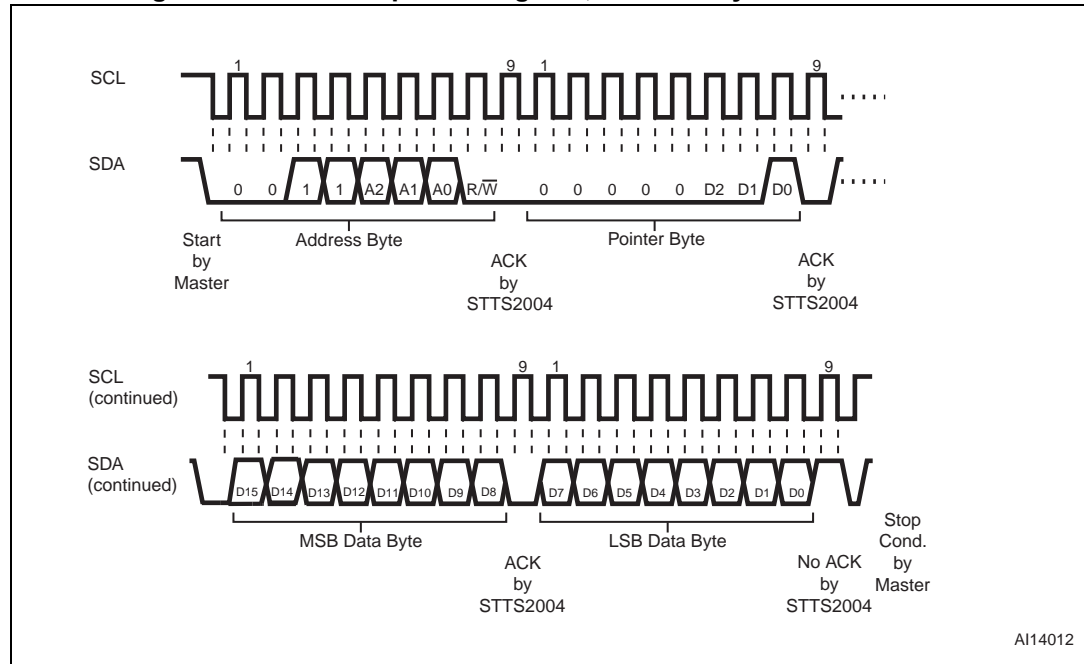 SCL
1 9 1 9
SDA
0 0 1 1 A2 A1 A0 R/W 0 0 0 0 0 D2 D1 D0
Address Byte Pointer Byte
Start
by
Master
ACK
by
STTS2004
ACK
by
STTS2004
SCL
(continued)
1 9 1 9
SDA
(continued)
D15 D14 D13 D12 D11 D10 D9 D8 D7 D6 D5 D4 D3 D2 D1 D0
MSB Data Byte LSB Data Byte
ACK
by
STTS2004
No ACK
by
STTS2004
Stop
Cond.
by
Master
AI14012